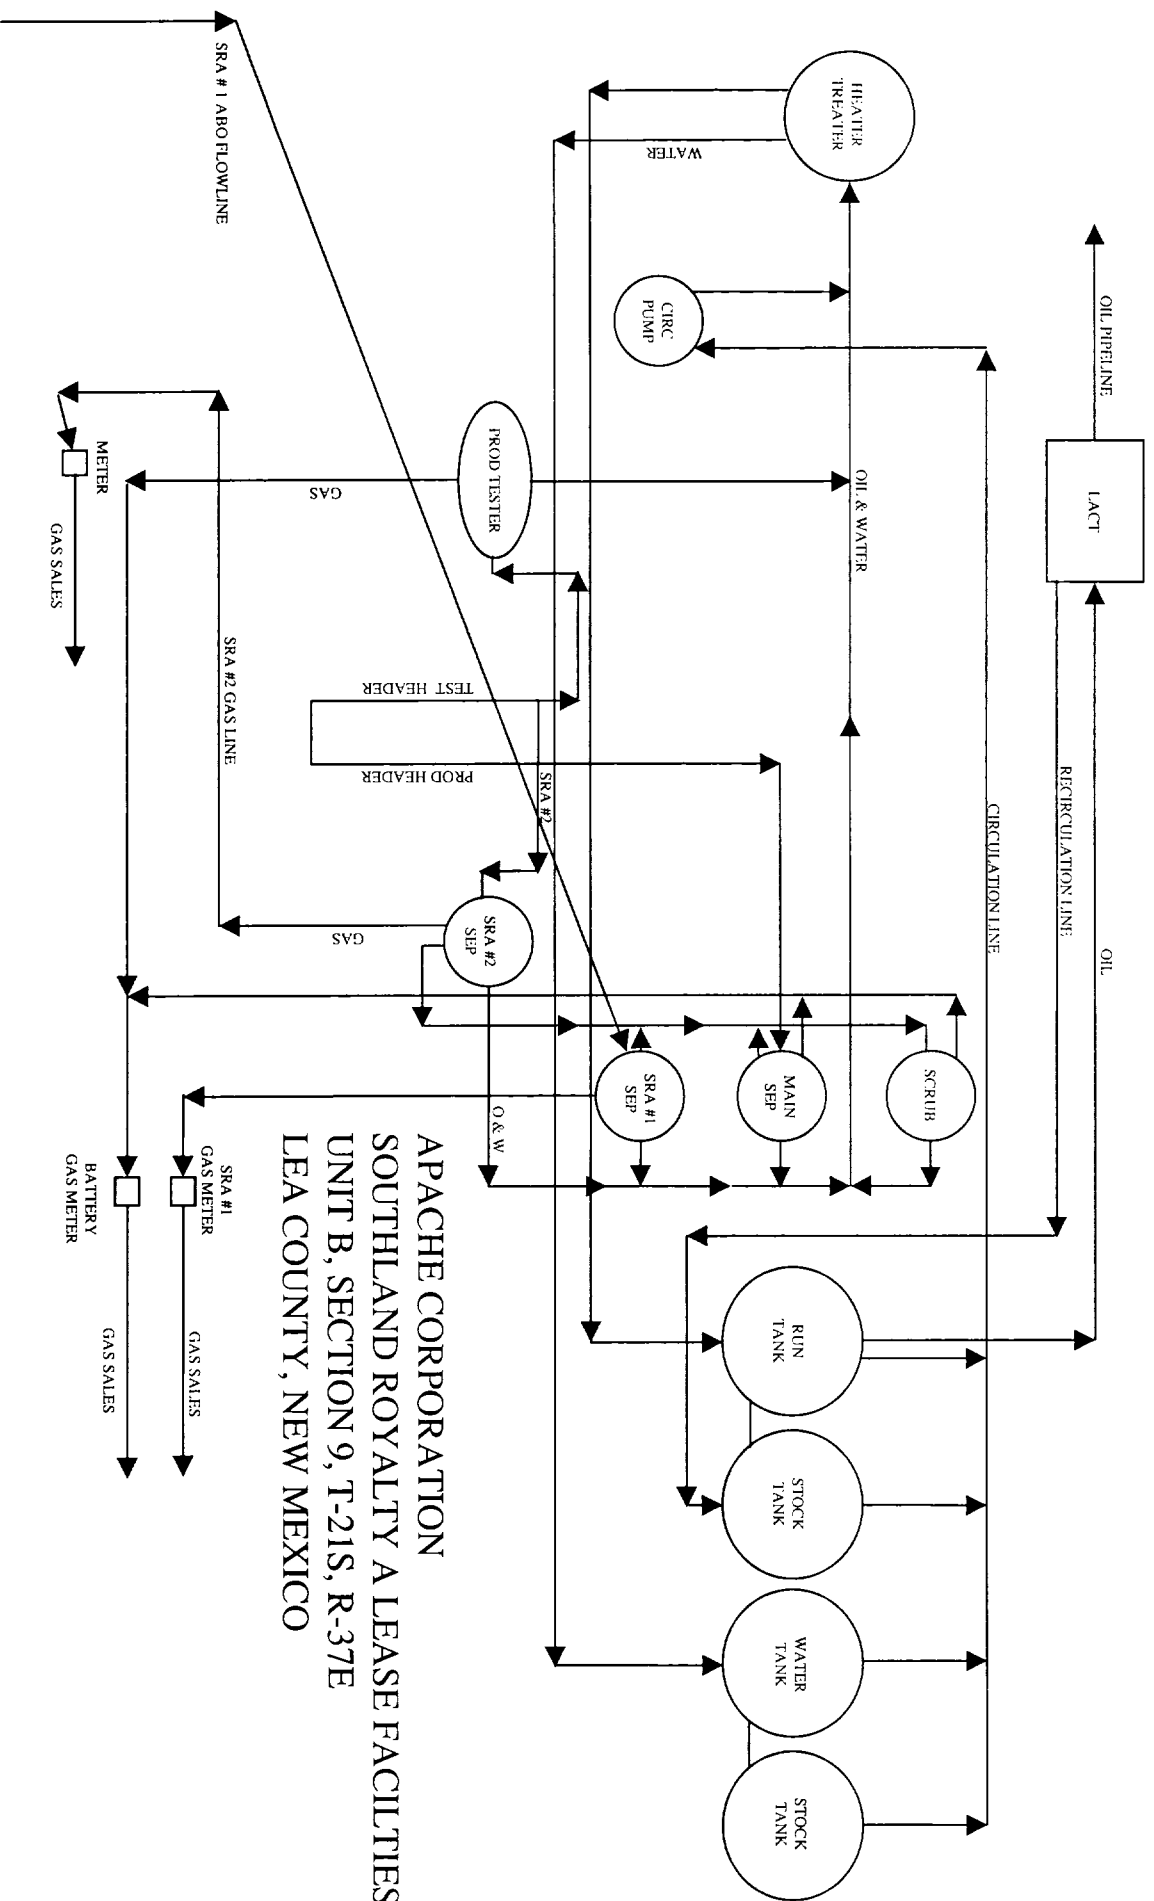 OIL PIPELINE
LACT
OIL
RECIRCULATION LINE
CIRCULATION LINE
HEATER
TREATER
OIL & WATER
SCRUB
RUN
TANK
STOCK
TANK
WATER
TANK
STOCK
TANK
MAIN
SEP
CIRC
PUMP
WATER
SRA #1
SEP
SRA #2
PROD TESTER
TEST HEADER
PROD HEADER
SRA #2
SEP
O & W
GAS
GAS
APACHE CORPORATION
SOUTHLAND ROYALTY A LEASE FACILTIES
UNIT B, SECTION 9, T-21S, R-37E
LEA COUNTY, NEW MEXICO
SRA # 1 ABO FLOWLINE
SRA #2 GAS LINE
SRA #1
GAS METER
GAS SALES
METER
GAS SALES
BATTERY
GAS METER
GAS SALES